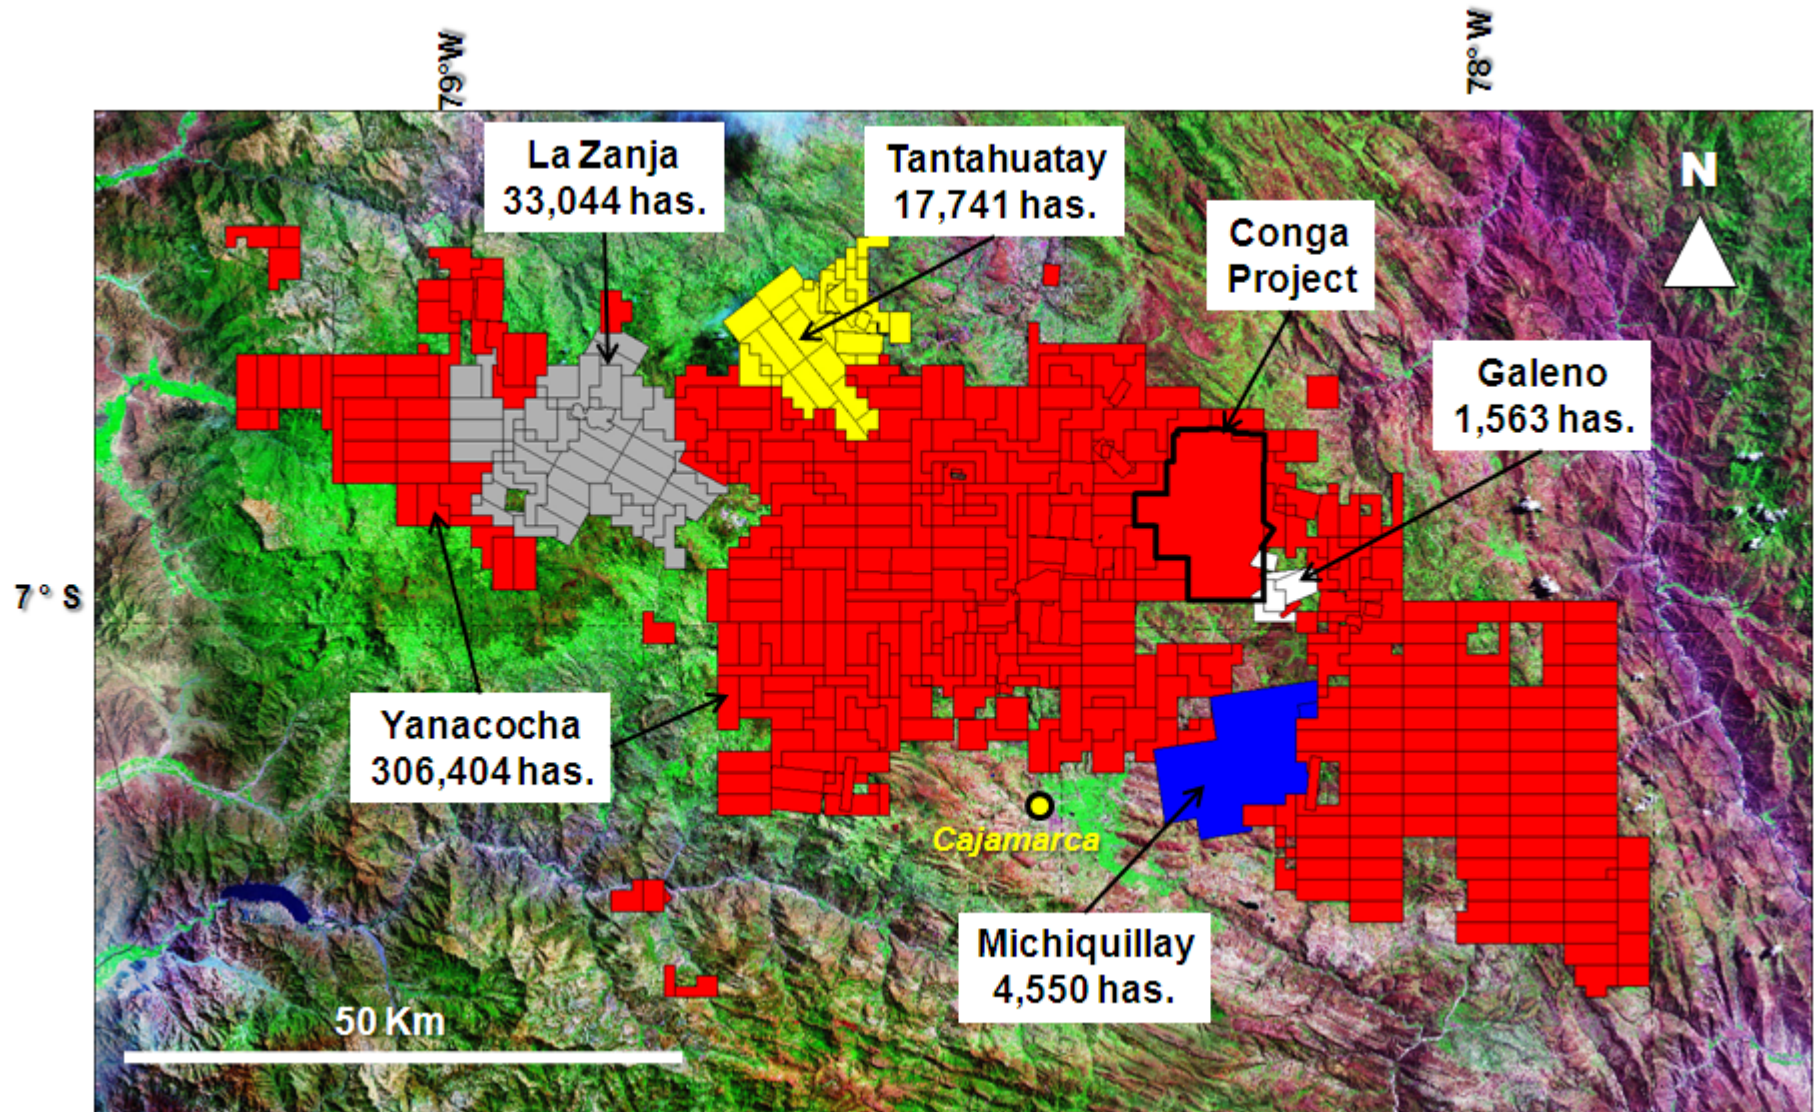 79°W
78°W
La Zanja
33,044 has.
Tantahuatay
17,741 has.
N
Conga
Project
Galeno
1,563 has.
7° S
Yanacocha
306,404 has.
Cajamarca
Michiquillay
4,550 has.
50 Km